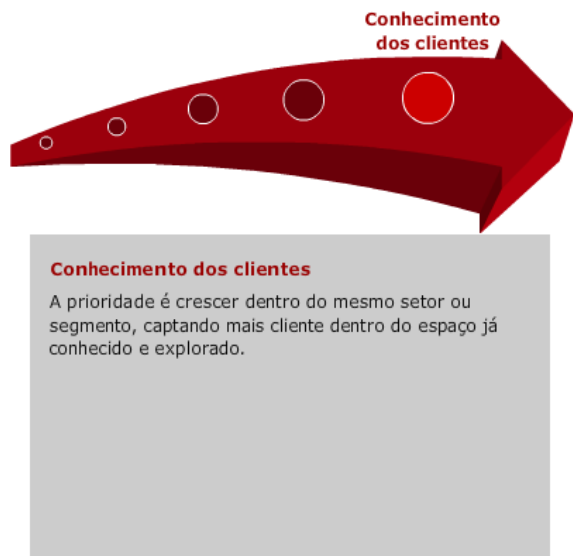 Conhecimento
dos clientes
Conhecimento dos clientes
A prioridade é crescer dentro do mesmo setor ou
segmento, captando mais cliente dentro do espaço já
conhecido e explorado.